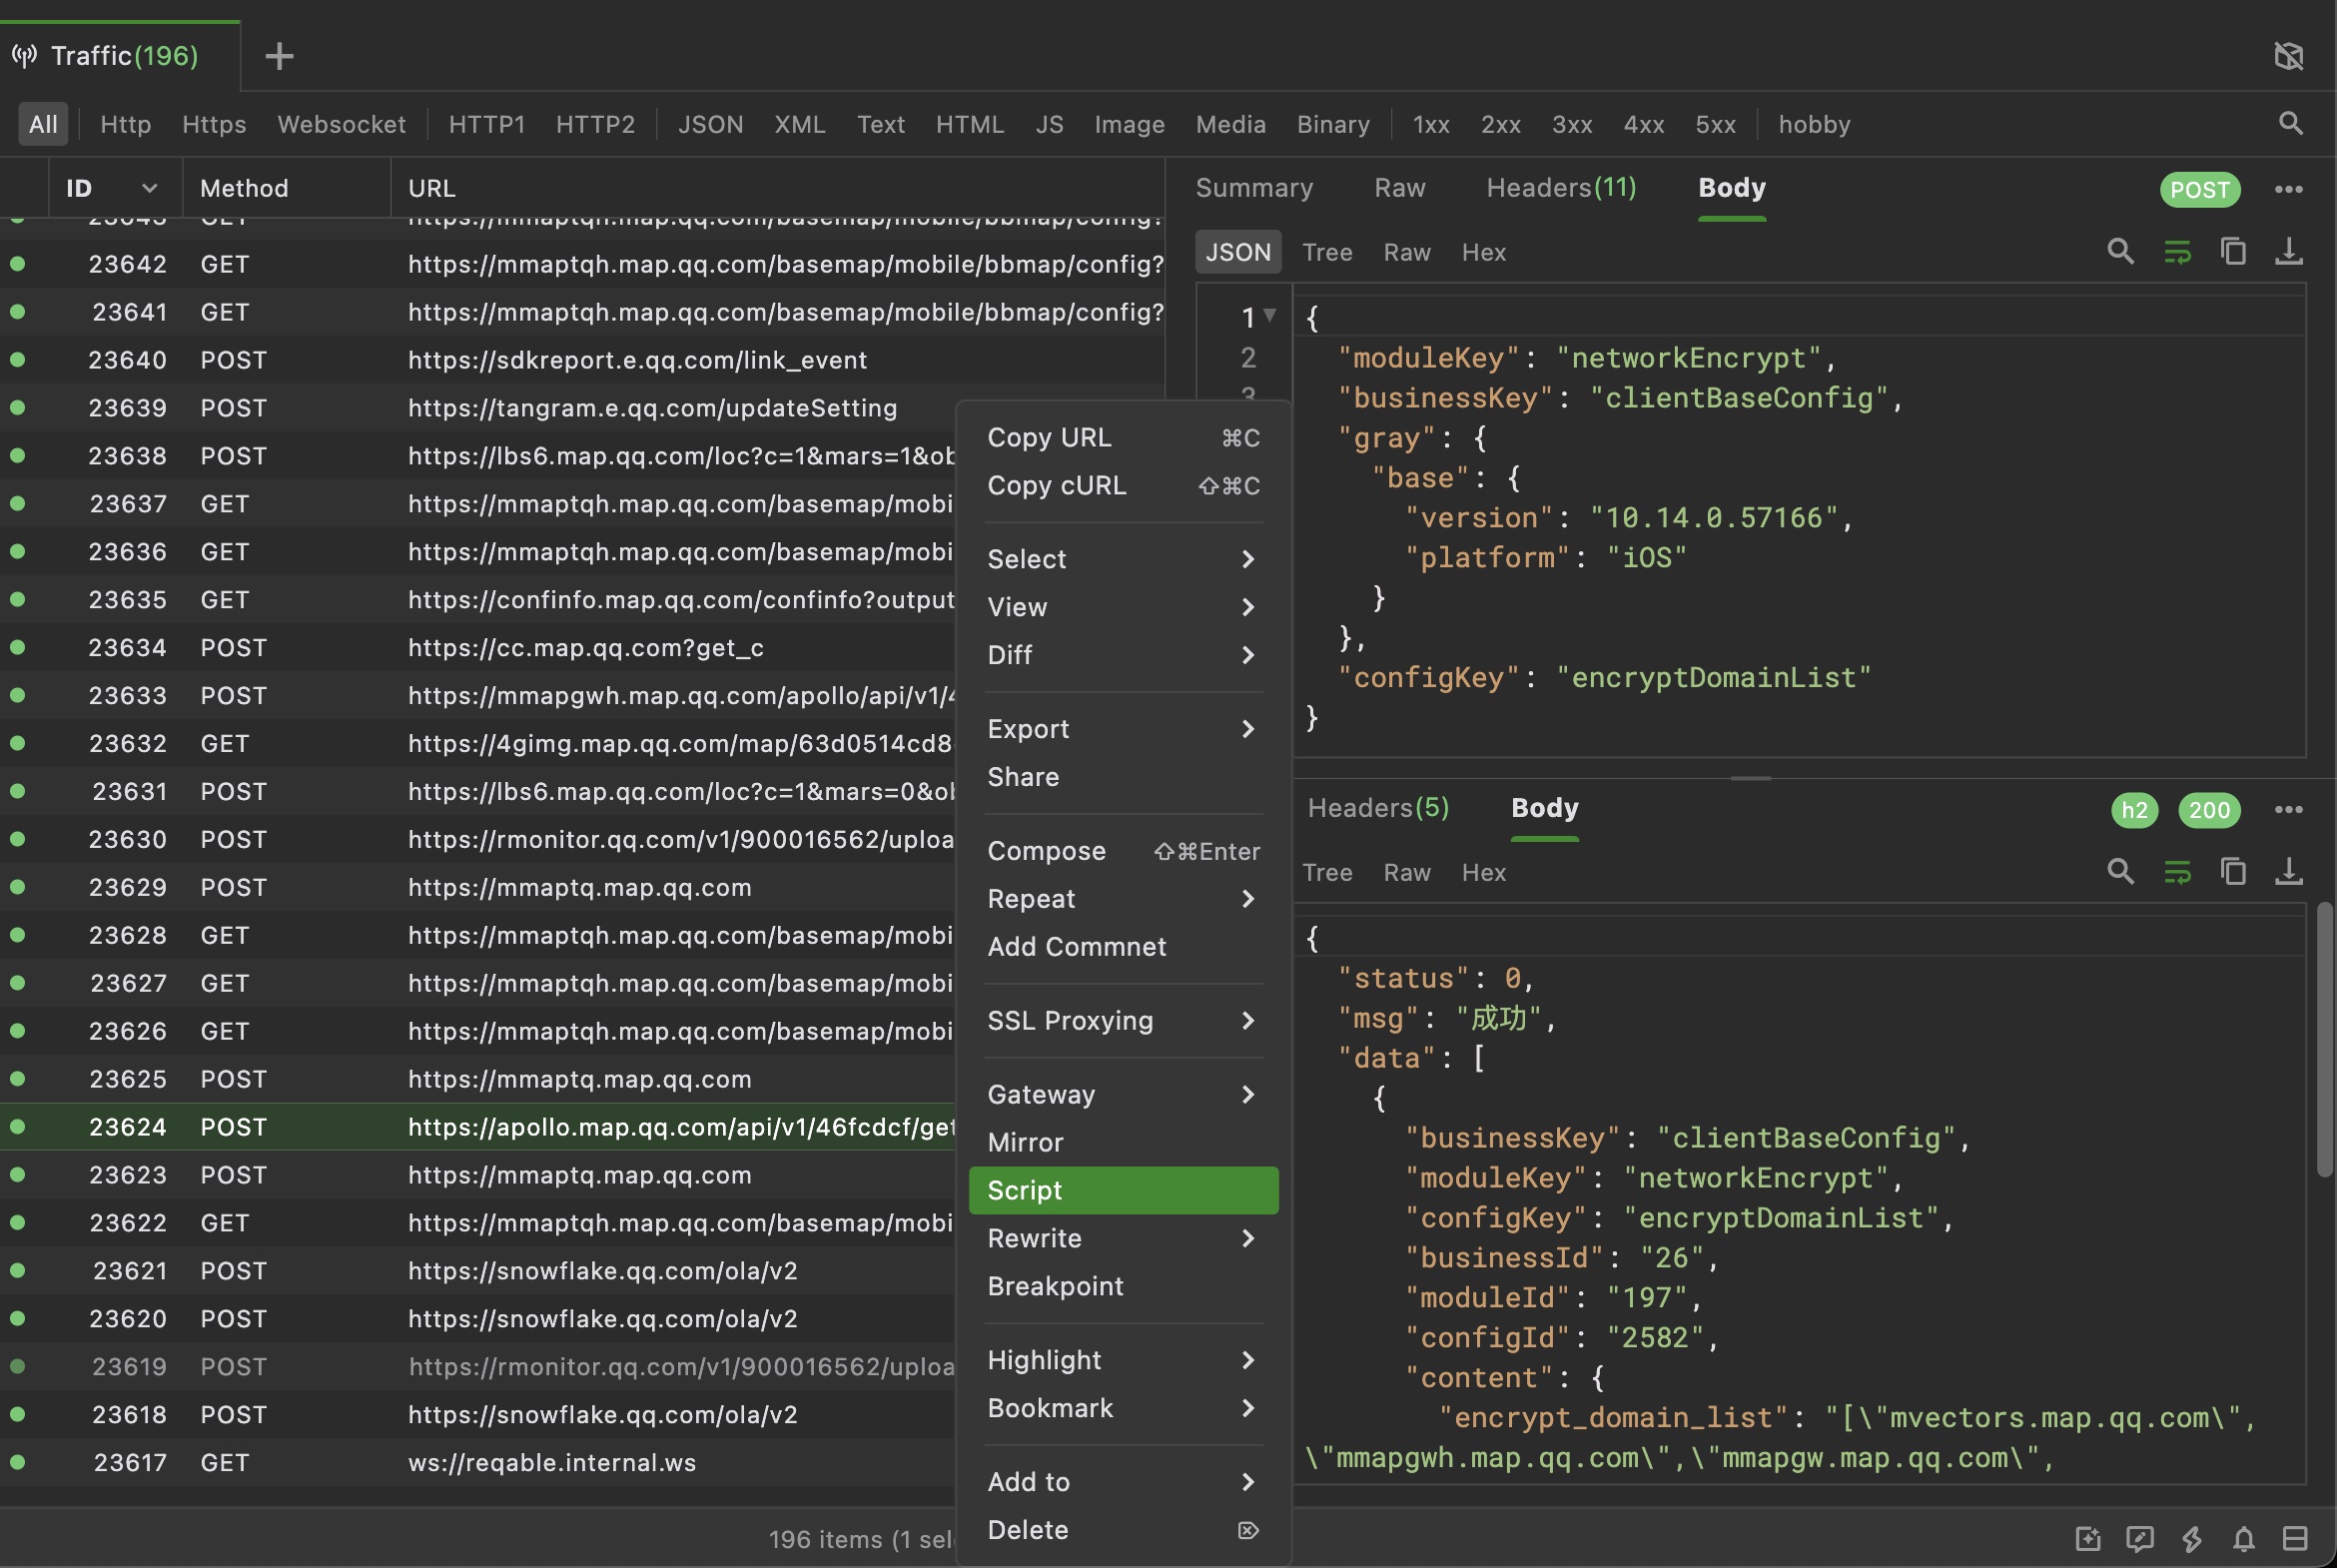 Traffic(196)
All Http Https Websocket HTTP1 HTTP2 JSON XML Text HTML JS Image Media Binary 1xx 2xx 3xx 4xx 5xx hobby
ID Method URL
23642 GET https://mmaptqh.map.qq.com/basemap/mobile/bbmap/config?
23641 GET https://mmaptqh.map.qq.com/basemap/mobile/bbmap/config?
23640 POST https://sdkreport.e.qq.com/link_event
23639 POST https://tangram.e.qq.com/updateSetting
23638 POST https://lbs6.map.qq.com/loc?c=1&mars=1&ob
23637 GET https://mmaptqh.map.qq.com/basemap/mobi
23636 GET https://mmaptqh.map.qq.com/basemap/mobi
23635 GET https://confinfo.map.qq.com/confinfo?output
23634 POST https://cc.map.qq.com?get_c
23633 POST https://mmapgwh.map.qq.com/apollo/api/v1/4
23632 GET https://4gimg.map.qq.com/map/63d0514cd8
23631 POST https://lbs6.map.qq.com/loc?c=1&mars=0&ob
23630 POST https://rmonitor.qq.com/v1/900016562/uploa
23629 POST https://mmaptq.map.qq.com
23628 GET https://mmaptqh.map.qq.com/basemap/mobi
23627 GET https://mmaptqh.map.qq.com/basemap/mobi
23626 GET https://mmaptqh.map.qq.com/basemap/mobi
23625 POST https://mmaptq.map.qq.com
23624 POST https://apollo.map.qq.com/api/v1/46fcdcf/get
23623 POST https://mmaptq.map.qq.com
23622 GET https://mmaptqh.map.qq.com/basemap/mobi
23621 POST https://snowflake.qq.com/ola/v2
23620 POST https://snowflake.qq.com/ola/v2
23619 POST https://rmonitor.qq.com/v1/900016562/uploa
23618 POST https://snowflake.qq.com/ola/v2
23617 GET ws://reqable.internal.ws
196 items (1 sel
Copy URL ⌘C
Copy cURL ⇧⌘C
Select
View
Diff
Export
Share
Compose ⇧⌘Enter
Repeat
Add Commnet
SSL Proxying
Gateway
Mirror
Script
Rewrite
Breakpoint
Highlight
Bookmark
Add to
Delete
Summary Raw Headers(11) Body POST
JSON Tree Raw Hex
1 {
2 "moduleKey": "networkEncrypt",
3 "businessKey": "clientBaseConfig",
"gray": {
"base": {
"version": "10.14.0.57166",
"platform": "iOS"
}
},
"configKey": "encryptDomainList"
}
Headers(5) Body h2 200
Tree Raw Hex
{
"status": 0,
"msg": "成功",
"data": [
{
"businessKey": "clientBaseConfig",
"moduleKey": "networkEncrypt",
"configKey": "encryptDomainList",
"businessId": "26",
"moduleId": "197",
"configId": "2582",
"content": {
"encrypt_domain_list": "[\"mvectors.map.qq.com\",
\"mmapgwh.map.qq.com\",\"mmapgw.map.qq.com\",